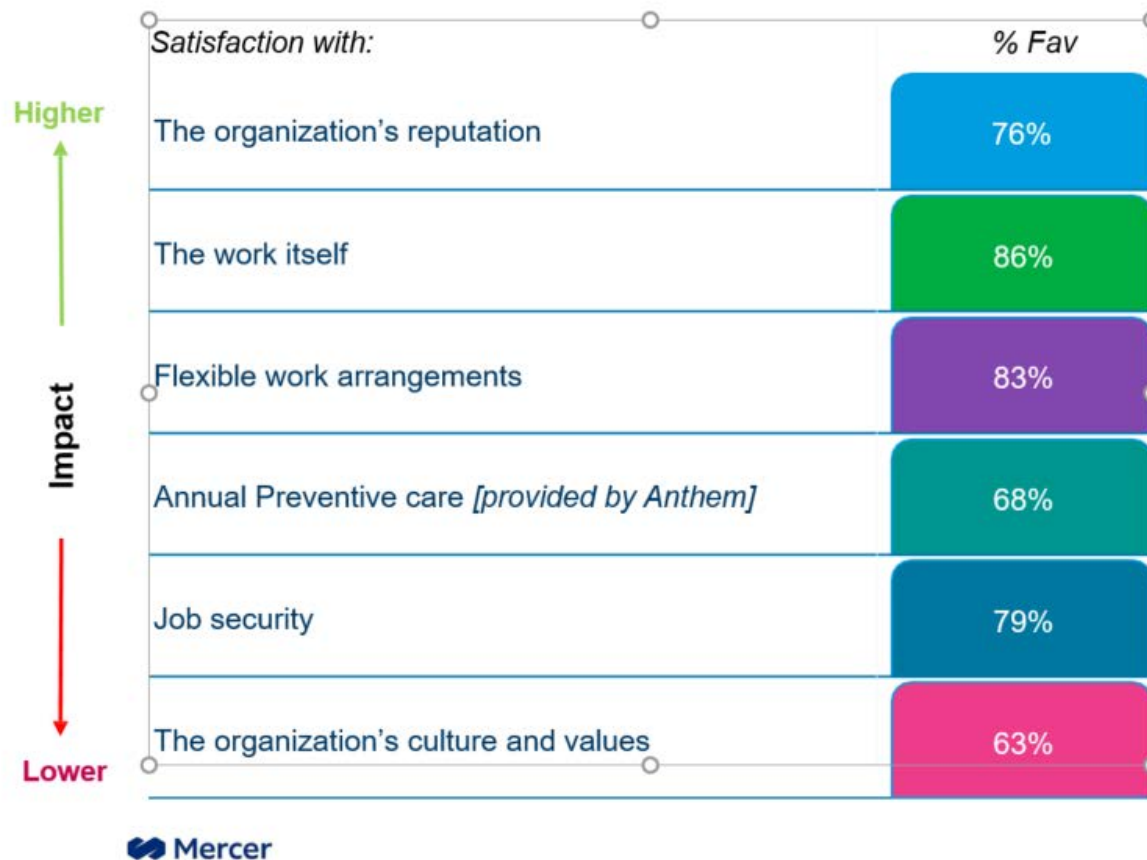 Satisfaction with: % Fav
Higher
The organization’s reputation 76%
The work itself 86%
Flexible work arrangements 83%
Impact
Annual Preventive care [provided by Anthem] 68%
Job security 79%
The organization’s culture and values 63%
Lower
Mercer